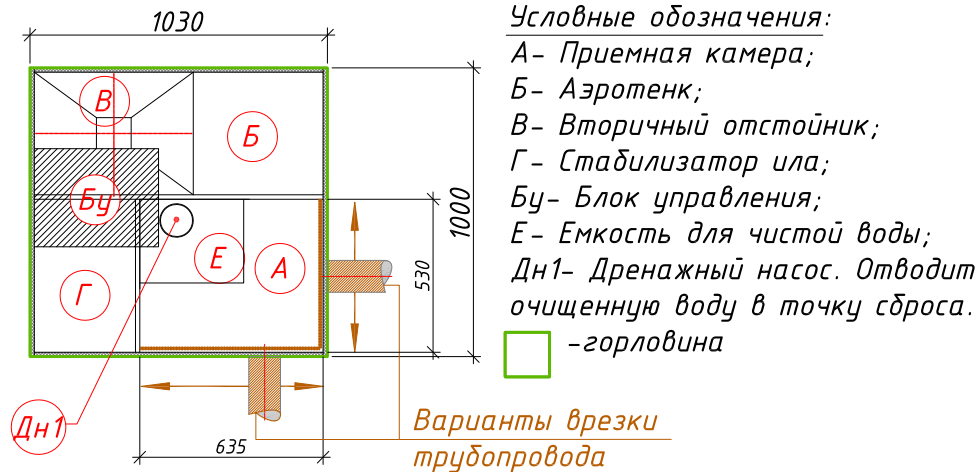 1030
Условные обозначения:
А- Приемная камера;
Б- Аэротенк;
В- Вторичный отстойник;
Г- Стабилизатор ила;
Бу- Блок управления;
Е- Емкость для чистой воды;
Дн1- Дренажный насос. Отводит
очищенную воду в точку сброса.
-горловина
В
Б
Бу
Е
А
Г
530
1000
Дн1
635
Варианты врезки
трубопровода